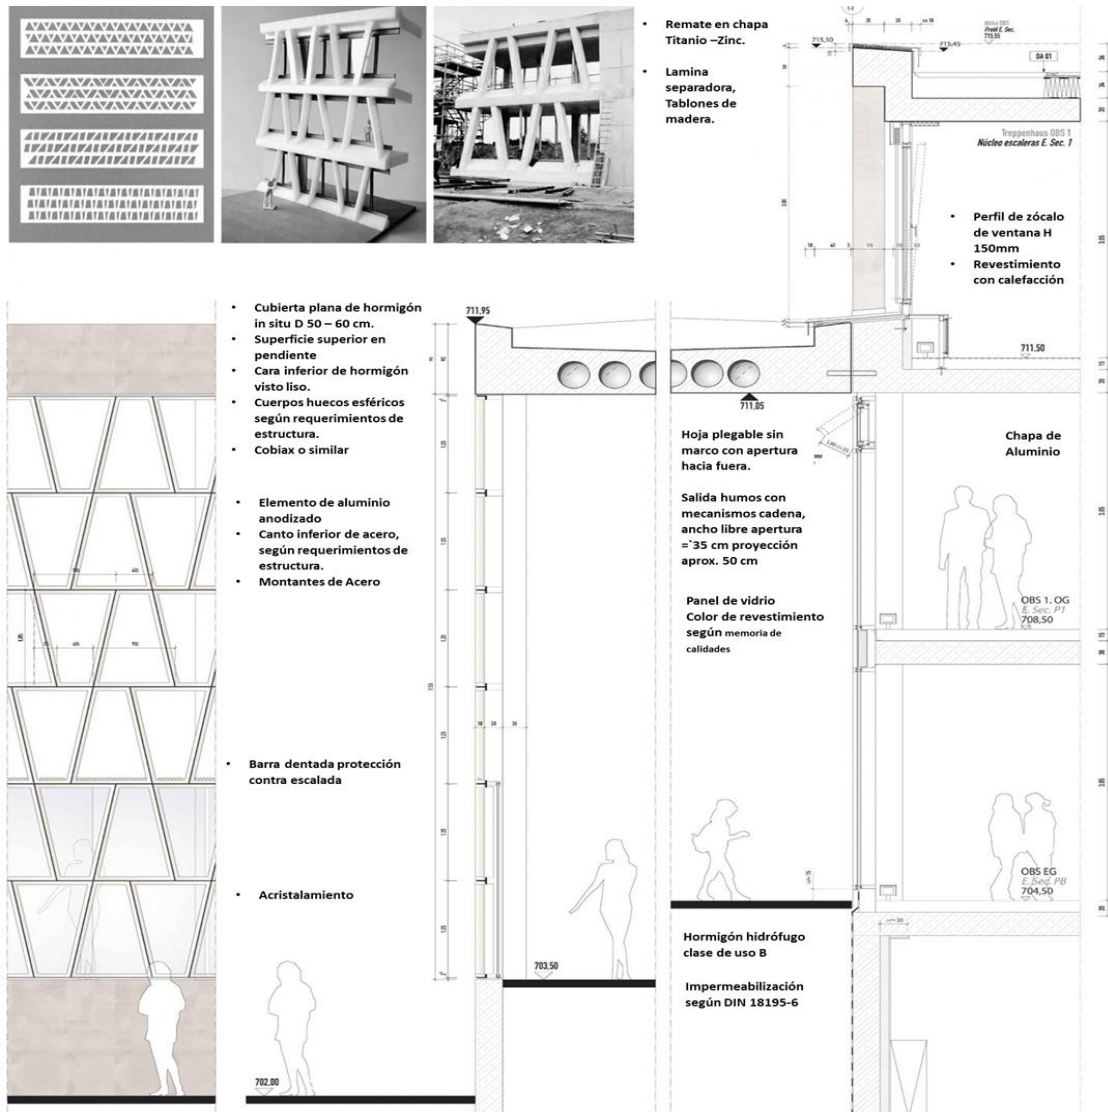 • Remate en chapa
Titanio –Zinc.
• Lamina
separadora,
Tablones de
madera.
715,50
715,45
715,55
DA 01
Treppenhaus OBS 1
Núcleo escaleras E. Sec. 1
• Perfil de zócalo
de ventana H
150mm
• Revestimiento
con calefacción
711,50
• Cubierta plana de hormigón
in situ D 50 – 60 cm.
• Superficie superior en
pendiente
• Cara inferior de hormigón
visto liso.
• Cuerpos huecos esféricos
según requerimientos de
estructura.
• Cobiax o similar
711,95
711,05
• Elemento de aluminio
anodizado
• Canto inferior de acero,
según requerimientos de
estructura.
• Montantes de Acero
Hoja plegable sin
marco con apertura
hacia fuera.
Salida humos con
mecanismos cadena,
ancho libre apertura
=`35 cm proyección
aprox. 50 cm
Panel de vidrio
Color de revestimiento
según memoria de
calidades
Chapa de
Aluminio
OBS 1. OG
E. Sec. P1
708,50
• Barra dentada protección
contra escalada
• Acristalamiento
OBS EG
E. Sec. PB
704,50
Hormigón hidrófugo
clase de uso B
Impermeabilización
según DIN 18195-6
703,50
702,00